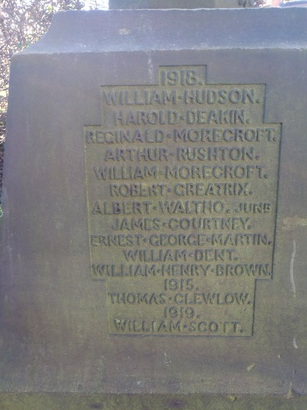 1918.
WILLIAM·HUDSON.
HAROLD·DEAKIN.
REGINALD·MORECROFT.
ARTHUR·RUSHTON.
WILLIAM·MORECROFT.
ROBERT·GREATRIX.
ALBERT·WALTHO, JUNR
JAMES·COURTNEY.
ERNEST·GEORGE·MARTIN.
WILLIAM·DENT.
WILLIAM·HENRY·BROWN.
1915.
THOMAS·CLEWLOW.
1919.
WILLIAM·SCOTT.